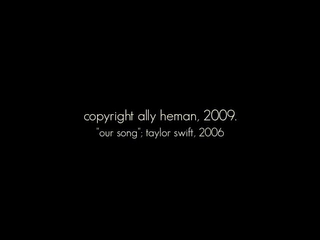 copyright ally heman, 2009.
"our song"; taylor swift, 2006